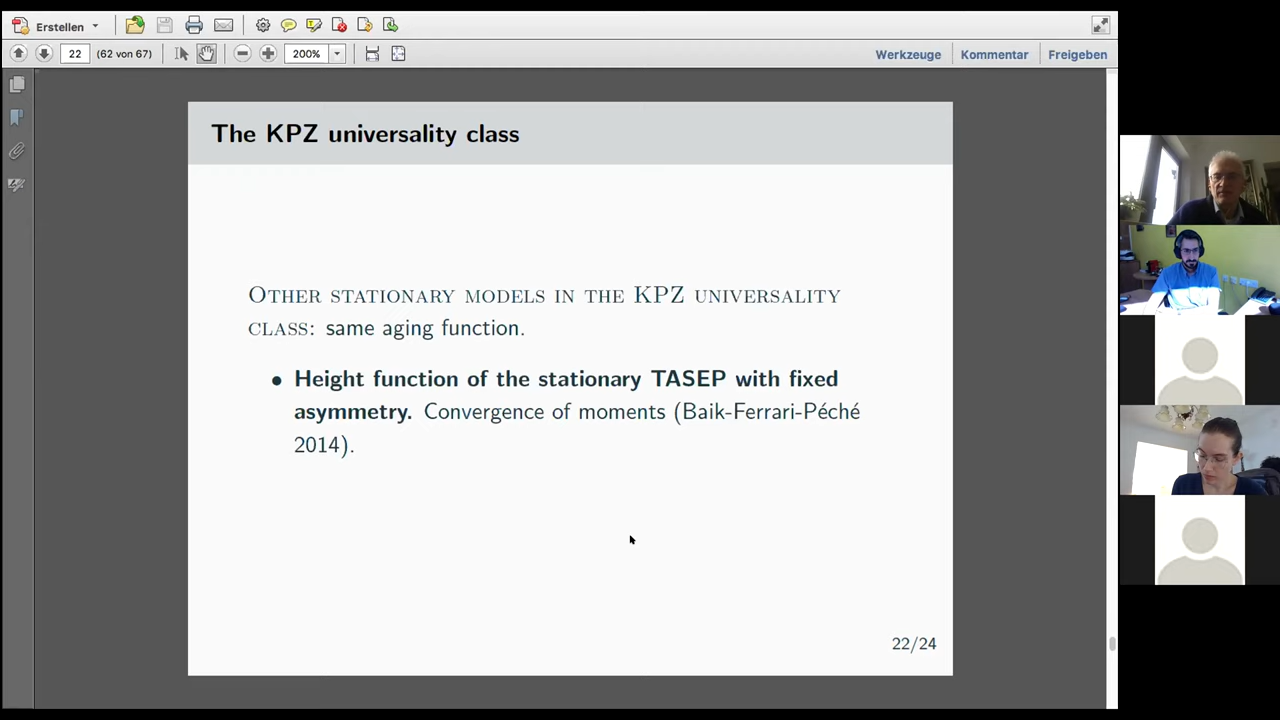 Erstellen
22 (62 von 67) 200% Werkzeuge Kommentar Freigeben
The KPZ universality class
Other stationary models in the KPZ universality
class: same aging function.
• Height function of the stationary TASEP with fixed
asymmetry. Convergence of moments (Baik-Ferrari-Péché
2014).
22/24